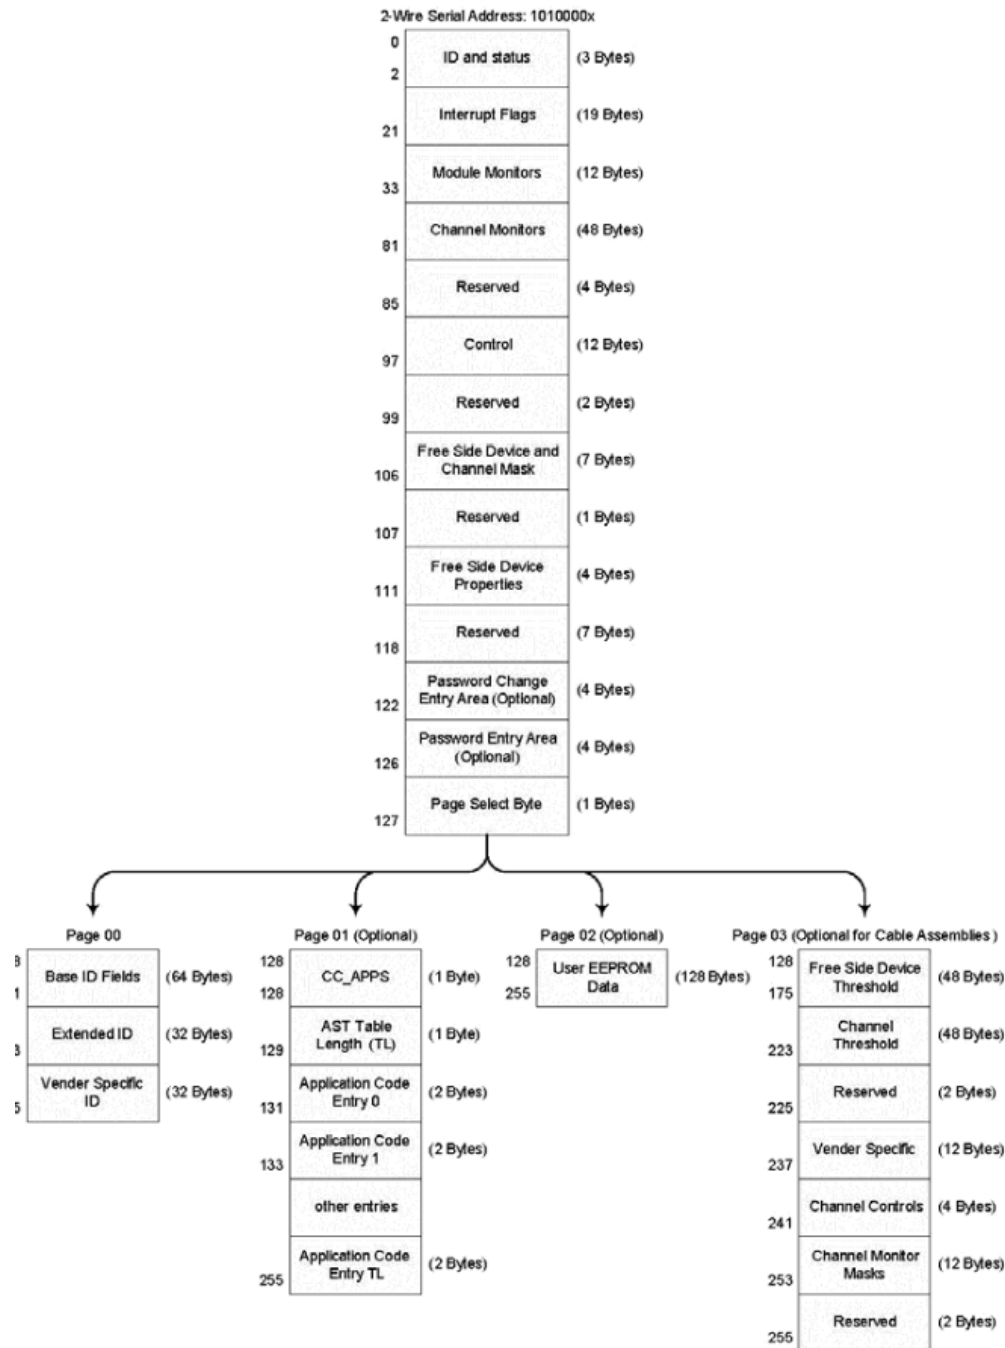 2-Wire Serial Address: 1010000x
0
ID and status
(3 Bytes)
2
Interrupt Flags
(19 Bytes)
21
Module Monitors
(12 Bytes)
33
Channel Monitors
(48 Bytes)
81
Reserved
(4 Bytes)
85
Control
(12 Bytes)
97
Reserved
(2 Bytes)
99
Free Side Device and
Channel Mask
(7 Bytes)
106
Reserved
(1 Bytes)
107
Free Side Device
Properties
(4 Bytes)
111
Reserved
(7 Bytes)
118
Password Change
Entry Area (Optional)
(4 Bytes)
122
Password Entry Area
(Optional)
(4 Bytes)
126
Page Select Byte
(1 Bytes)
127
Page 00
8
Base ID Fields
(64 Bytes)
1
Extended ID
(32 Bytes)
3
Vender Specific
ID
(32 Bytes)
5
Page 01 (Optional)
128
CC_APPS
(1 Byte)
128
AST Table
Length (TL)
(1 Byte)
129
Application Code
Entry 0
(2 Bytes)
131
Application Code
Entry 1
(2 Bytes)
133
other entries
Application Code
Entry TL
(2 Bytes)
255
Page 02 (Optional)
128
User EEPROM
Data
(128 Bytes)
255
Page 03 (Optional for Cable Assemblies)
128
Free Side Device
Threshold
(48 Bytes)
175
Channel
Threshold
(48 Bytes)
223
Reserved
(2 Bytes)
225
Vender Specific
(12 Bytes)
237
Channel Controls
(4 Bytes)
241
Channel Monitor
Masks
(12 Bytes)
253
Reserved
(2 Bytes)
255